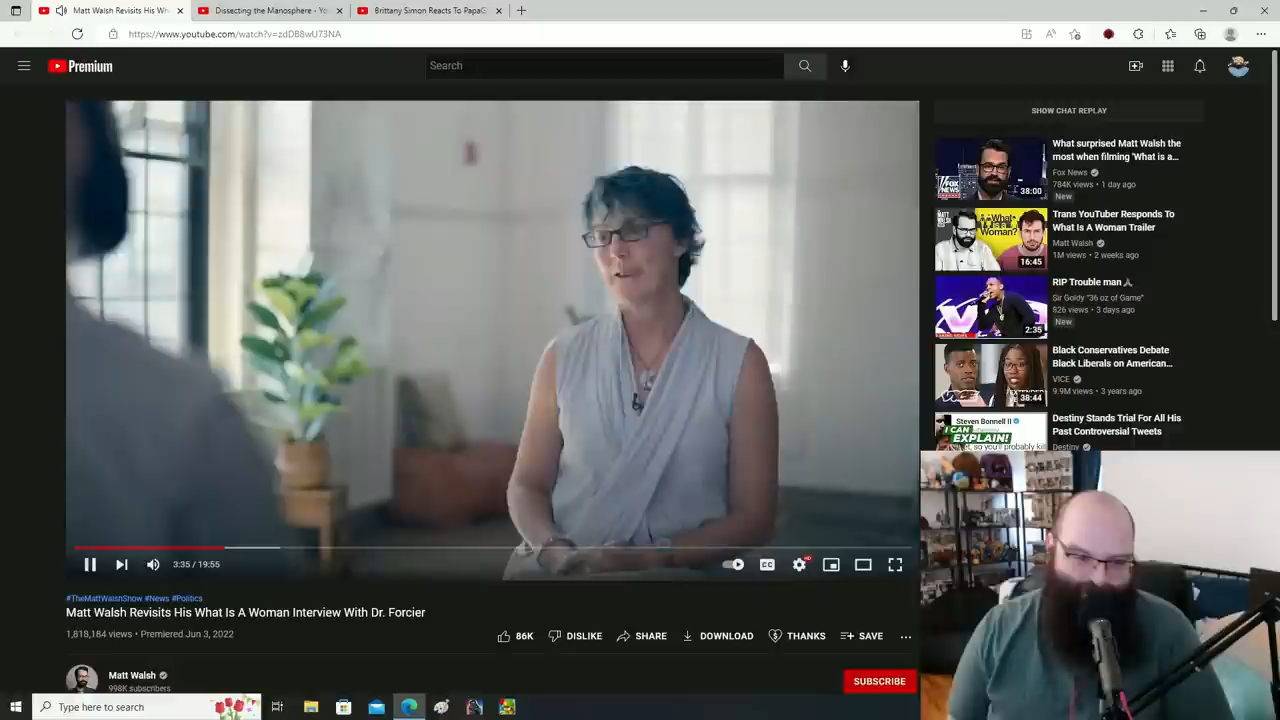 Matt Walsh Revisits His Wh
Dissecting the Manosphere - Yo
Brittany Simon Reacts To PapaG
https://www.youtube.com/watch?v=zdDB8wU73NA
Premium
Search
SHOW CHAT REPLAY
What surprised Matt Walsh the
most when filming 'What is a...
Fox News
784K views • 1 day ago
New
38:00
Trans YouTuber Responds To
What Is A Woman Trailer
Matt Walsh
1M views • 2 weeks ago
16:45
RIP Trouble man
Sir Goldy "36 oz of Game"
826 views • 3 days ago
New
2:35
Black Conservatives Debate
Black Liberals on American...
VICE
9.9M views • 3 years ago
38:44
Destiny Stands Trial For All His
Past Controversial Tweets
Destiny
Steven Bonnell II
I CAN
EXPLAIN!
3:35 / 19:55
CC
HD
#TheMattWalshShow #News #Politics
Matt Walsh Revisits His What Is A Woman Interview With Dr. Forcier
1,818,184 views • Premiered Jun 3, 2022
86K
DISLIKE
SHARE
DOWNLOAD
THANKS
SAVE
Matt Walsh
998K subscribers
SUBSCRIBE
Type here to search